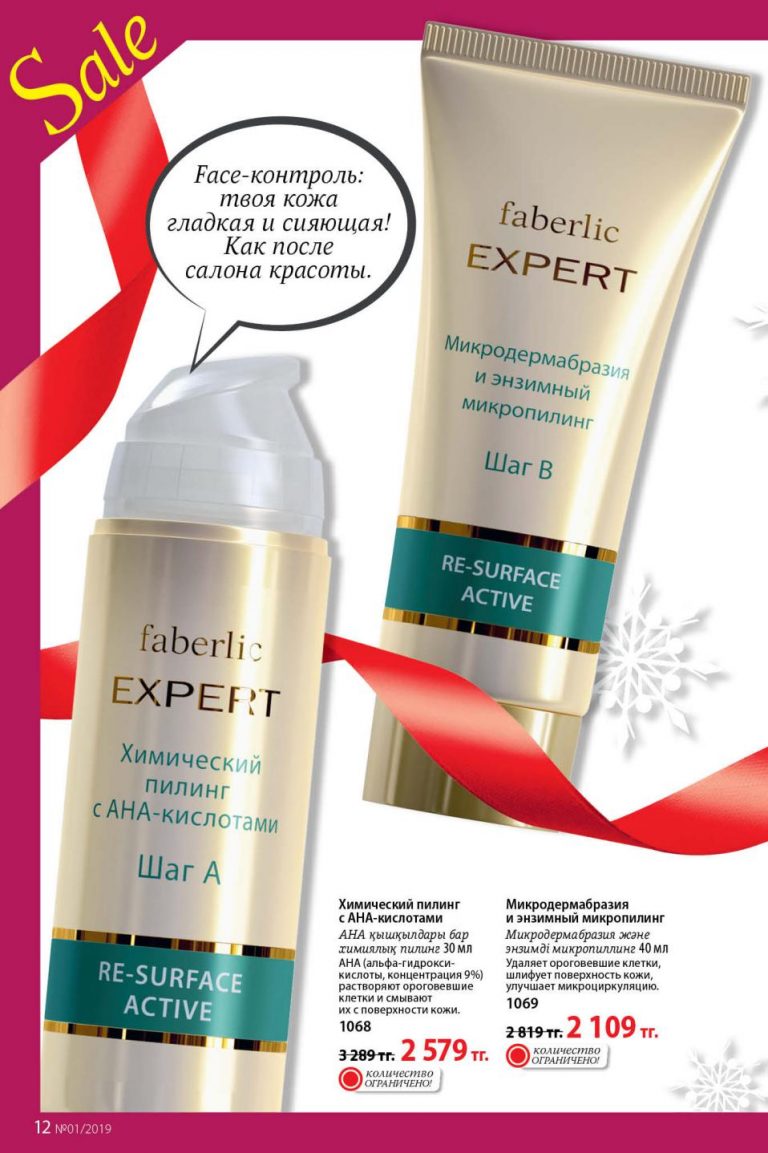 Sale
Face-контроль:
твоя кожа
гладкая и сияющая!
Как после
салона красоты.
faberlic
EXPERT
Микродермабразия
и энзимный
микропилинг
Шаг B
RE-SURFACE
ACTIVE
faberlic
EXPERT
Химический
пилинг
с АНА-кислотами
Шаг А
RE-SURFACE
ACTIVE
Химический пилинг
с АНА-кислотами
АНА қышқылдары бар
химиялық пилинг 30 мл
АНА (альфа-гидрокси-
кислоты, концентрация 9%)
растворяют ороговевшие
клетки и смывают
их с поверхности кожи.
1068
3 289 тг. 2 579 тг.
количество
ОГРАНИЧЕНО!
Микродермабразия
и энзимный микропилинг
Микродермабразия және
энзимді микропиллинг 40 мл
Удаляет ороговевшие клетки,
шлифует поверхность кожи,
улучшает микроциркуляцию.
1069
2 819 тг. 2 109 тг.
количество
ОГРАНИЧЕНО!
12 №01/2019